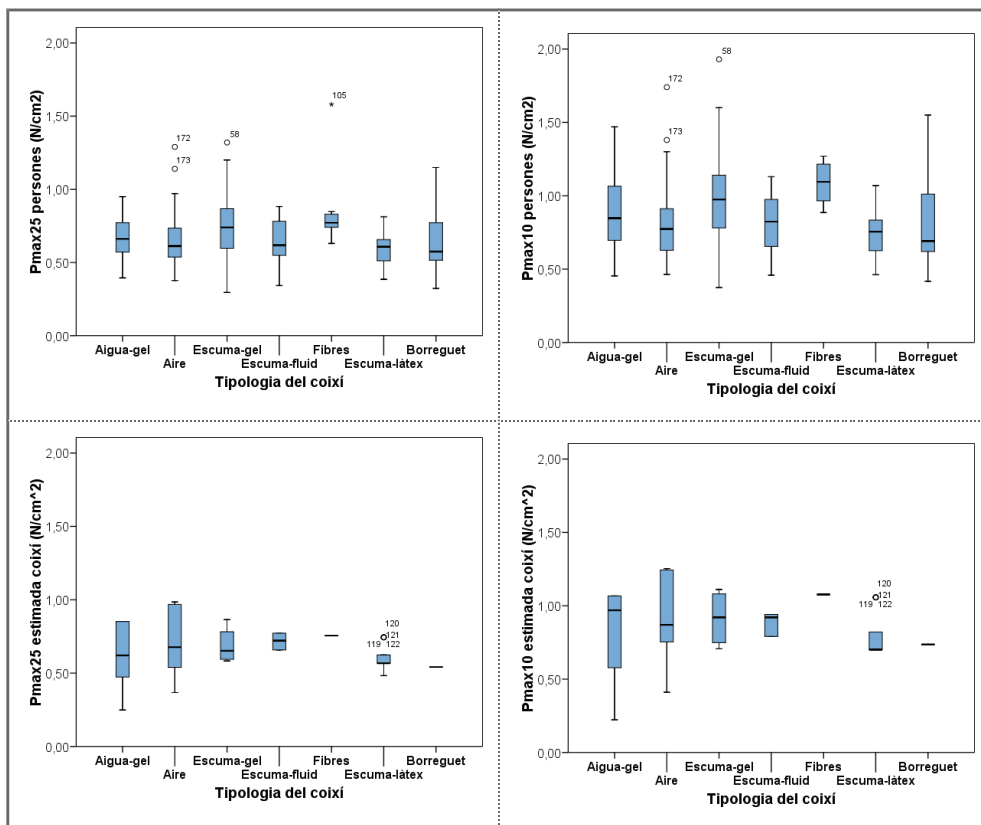 Pmax25 persones (N/cm2)
2,00
1,50
1,00
0,50
0,00
172
173
58
105
Aigua-gel
Aire
Escuma-gel
Escuma-fluid
Fibres
Escuma-làtex
Borreguet
Tipologia del coixí
Pmax10 persones (N/cm2)
2,00
1,50
1,00
0,50
0,00
172
173
58
Aigua-gel
Aire
Escuma-gel
Escuma-fluid
Fibres
Escuma-làtex
Borreguet
Tipologia del coixí
Pmax25 estimada coixí (N/cm^2)
2,00
1,50
1,00
0,50
0,00
120
121
119 122
Aigua-gel
Aire
Escuma-gel
Escuma-fluid
Fibres
Escuma-làtex
Borreguet
Tipologia del coixí
Pmax10 estimada coixí (N/cm^2)
2,00
1,50
1,00
0,50
0,00
120
121
119 122
Aigua-gel
Aire
Escuma-gel
Escuma-fluid
Fibres
Escuma-làtex
Borreguet
Tipologia del coixí